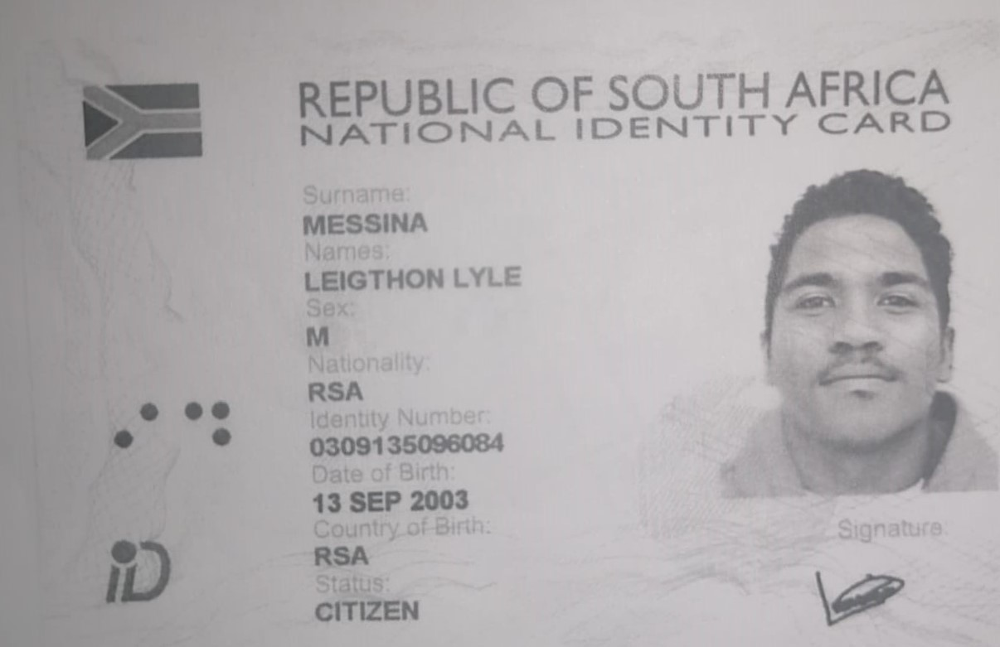 REPUBLIC OF SOUTH AFRICA
NATIONAL IDENTITY CARD
Surname:
MESSINA
Names:
LEIGTHON LYLE
Sex:
M
Nationality:
RSA
Identity Number:
0309135096084
Date of Birth:
13 SEP 2003
Country of Birth:
RSA
Status:
CITIZEN
Signature:
iD